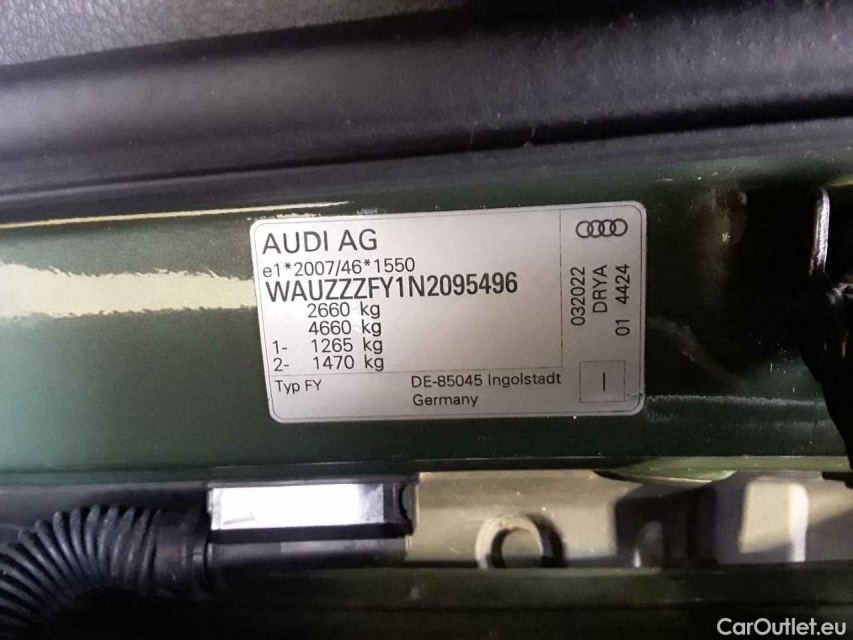 AUDI AG
e1*2007/46*1550
WAUZZZFY1N2095496
2660 kg
4660 kg
1- 1265 kg
2- 1470 kg
Typ FY
DE-85045 Ingolstadt
Germany
032022
DRYA
01 4424
I
CarOutlet.eu